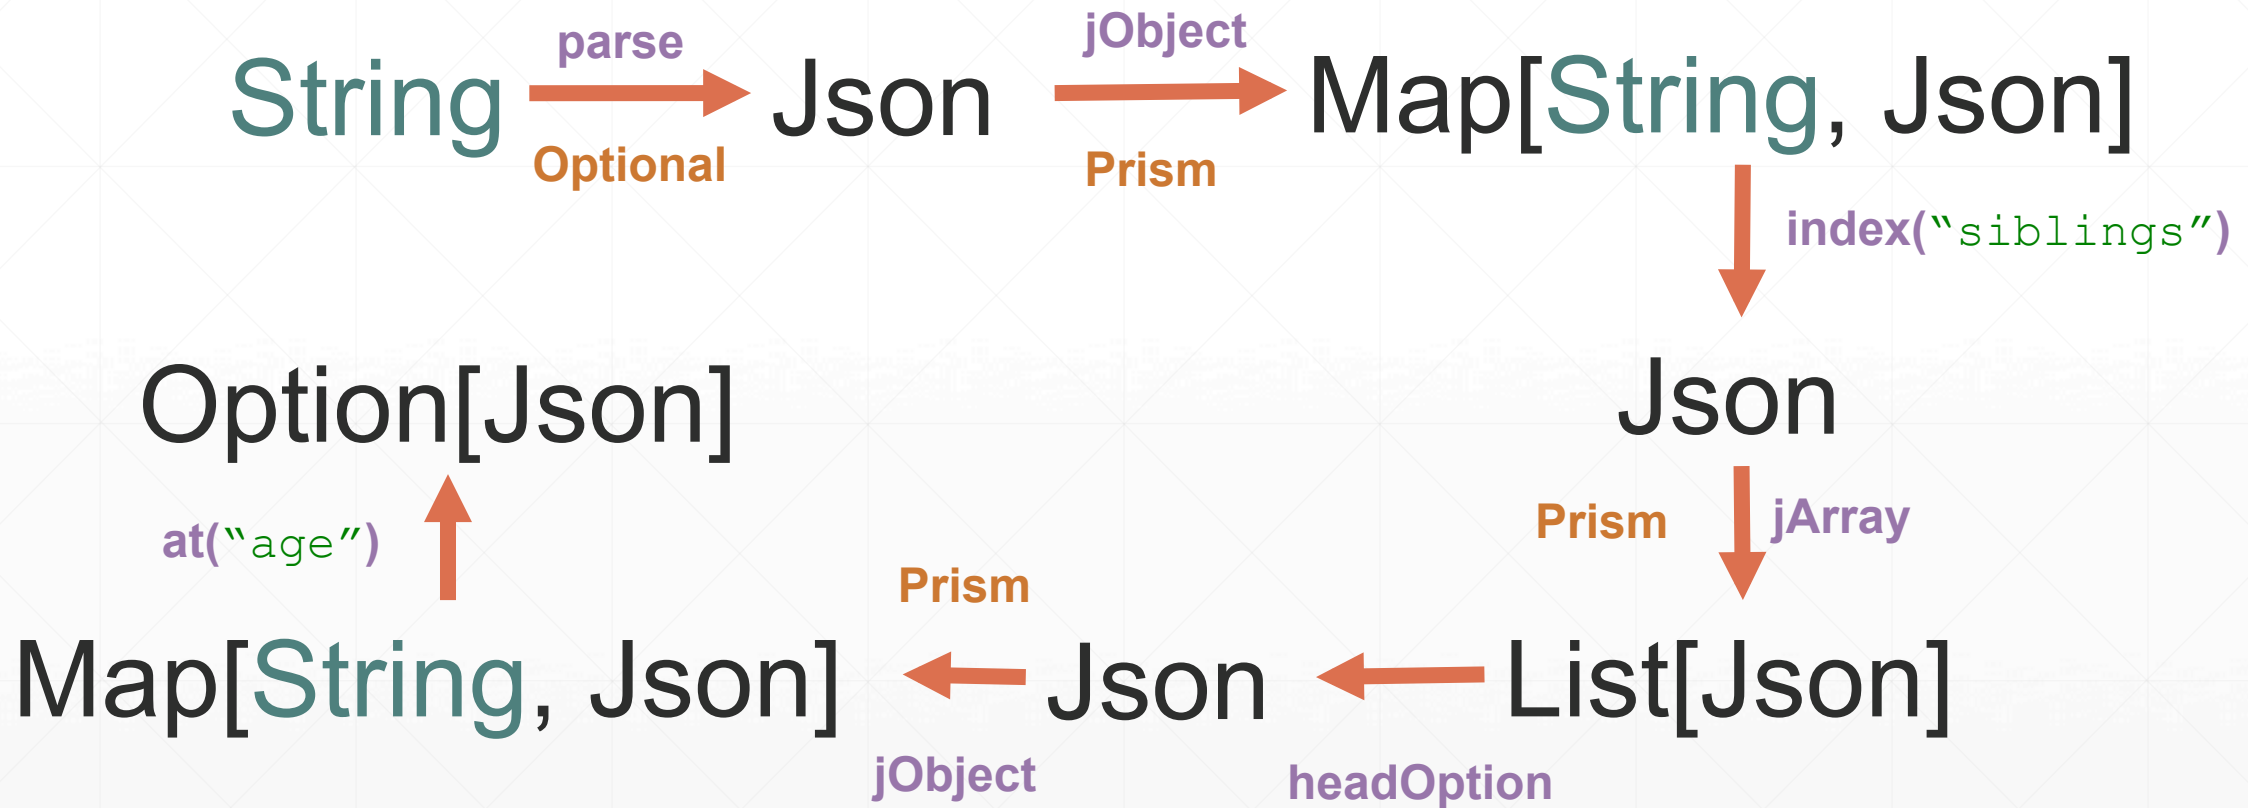 parse
jObject
String
Json
Map[String, Json]
Optional
Prism
index(“siblings”)
Option[Json]
Json
at(“age”)
Prism
jArray
Prism
Map[String, Json]
Json
List[Json]
jObject
headOption